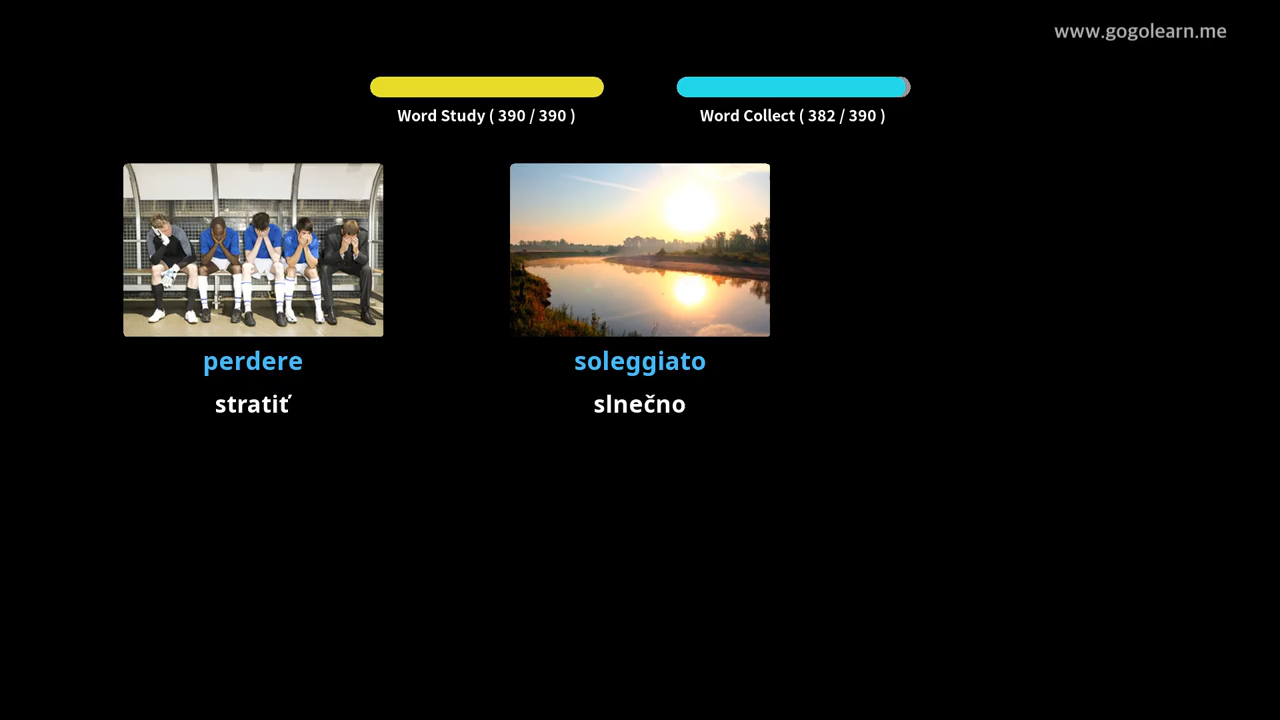 www.gogolearn.me
Word Study ( 390 / 390 )
Word Collect ( 382 / 390 )
perdere
stratiť
soleggiato
slnečno